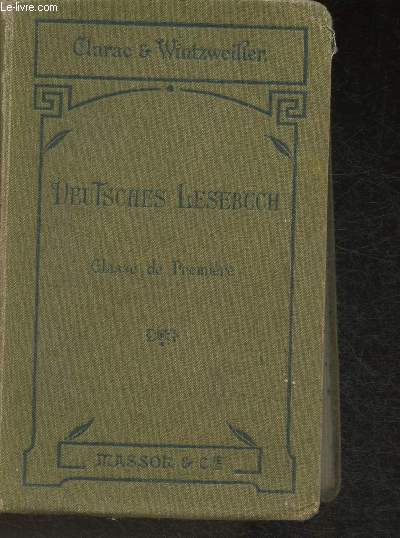 Le-livre.com
Clarac & Wintzweiller.
DEUTSCHES LESEBUCH
Classe de Première
MASSON & CIE